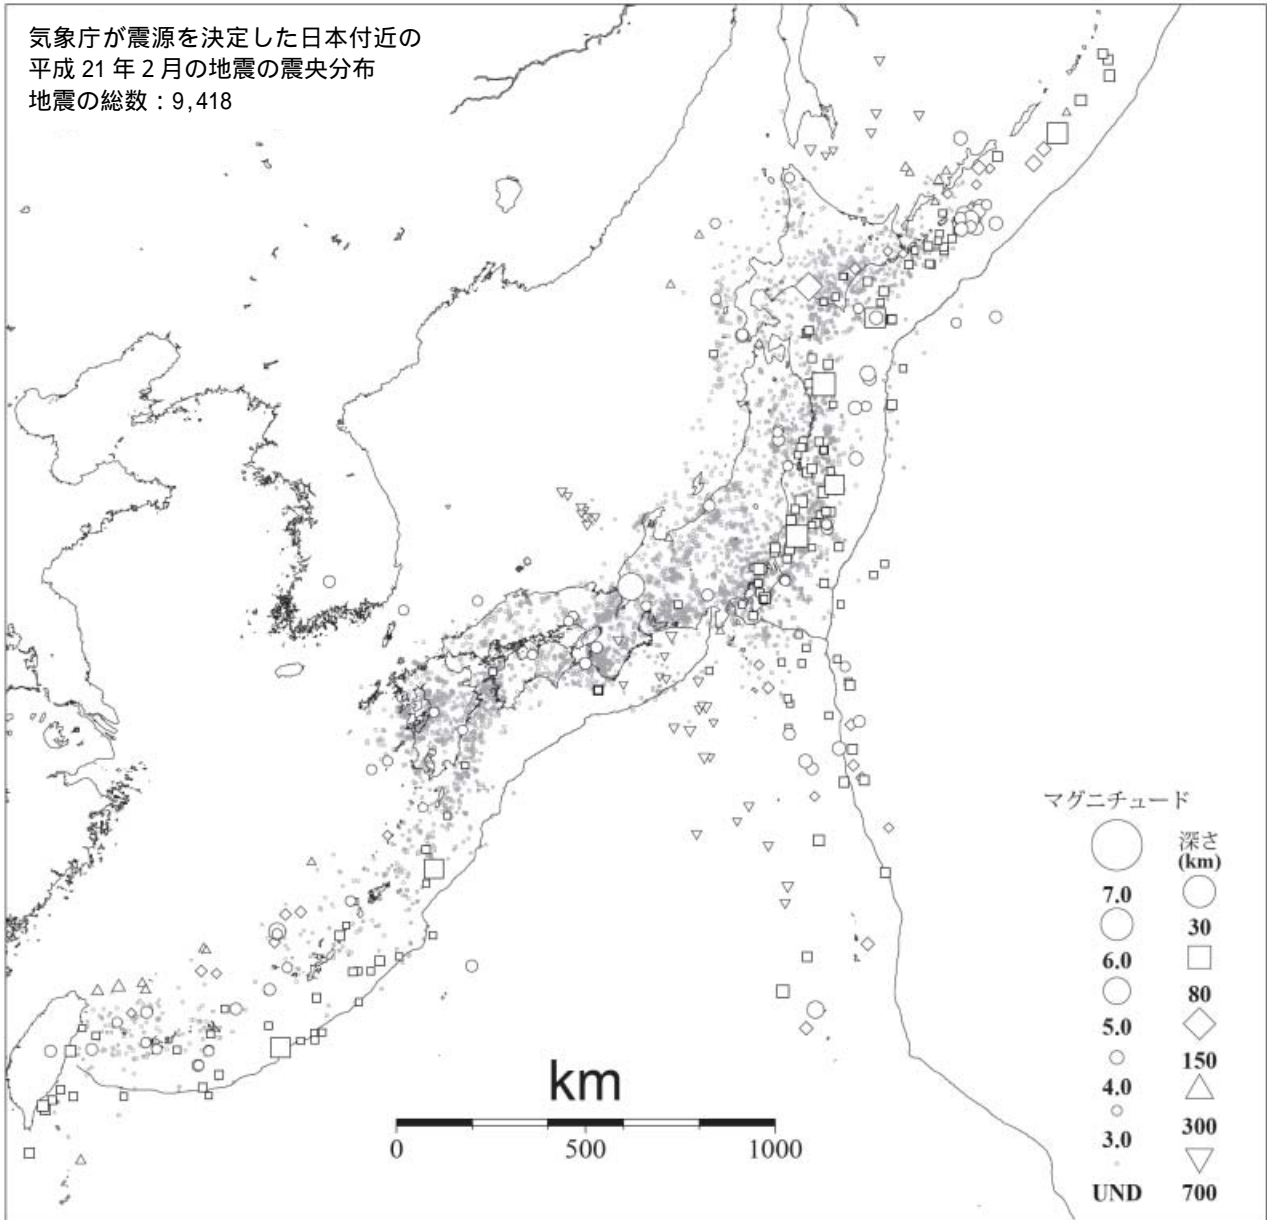 気象庁が震源を決定した日本付近の
平成 21 年 2 月の地震の震央分布
地震の総数：9,418
マグニチュード
深さ
(km)
7.0
30
6.0
80
5.0
150
4.0
300
3.0
UND 700
km
0 500 1000